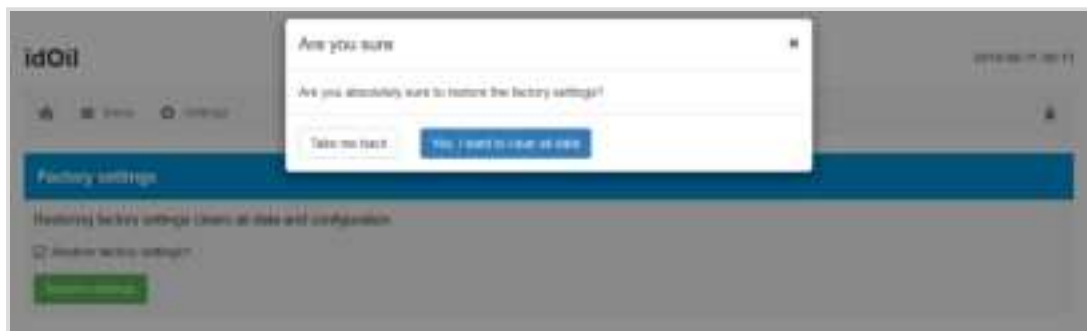 Are you sure
×
idOil
Are you absolutely sure to restore the factory settings?
Settings
Take me back
Yes, I want to clear all data
Factory settings
Restoring factory settings clears all data and configuration
Restore factory settings?